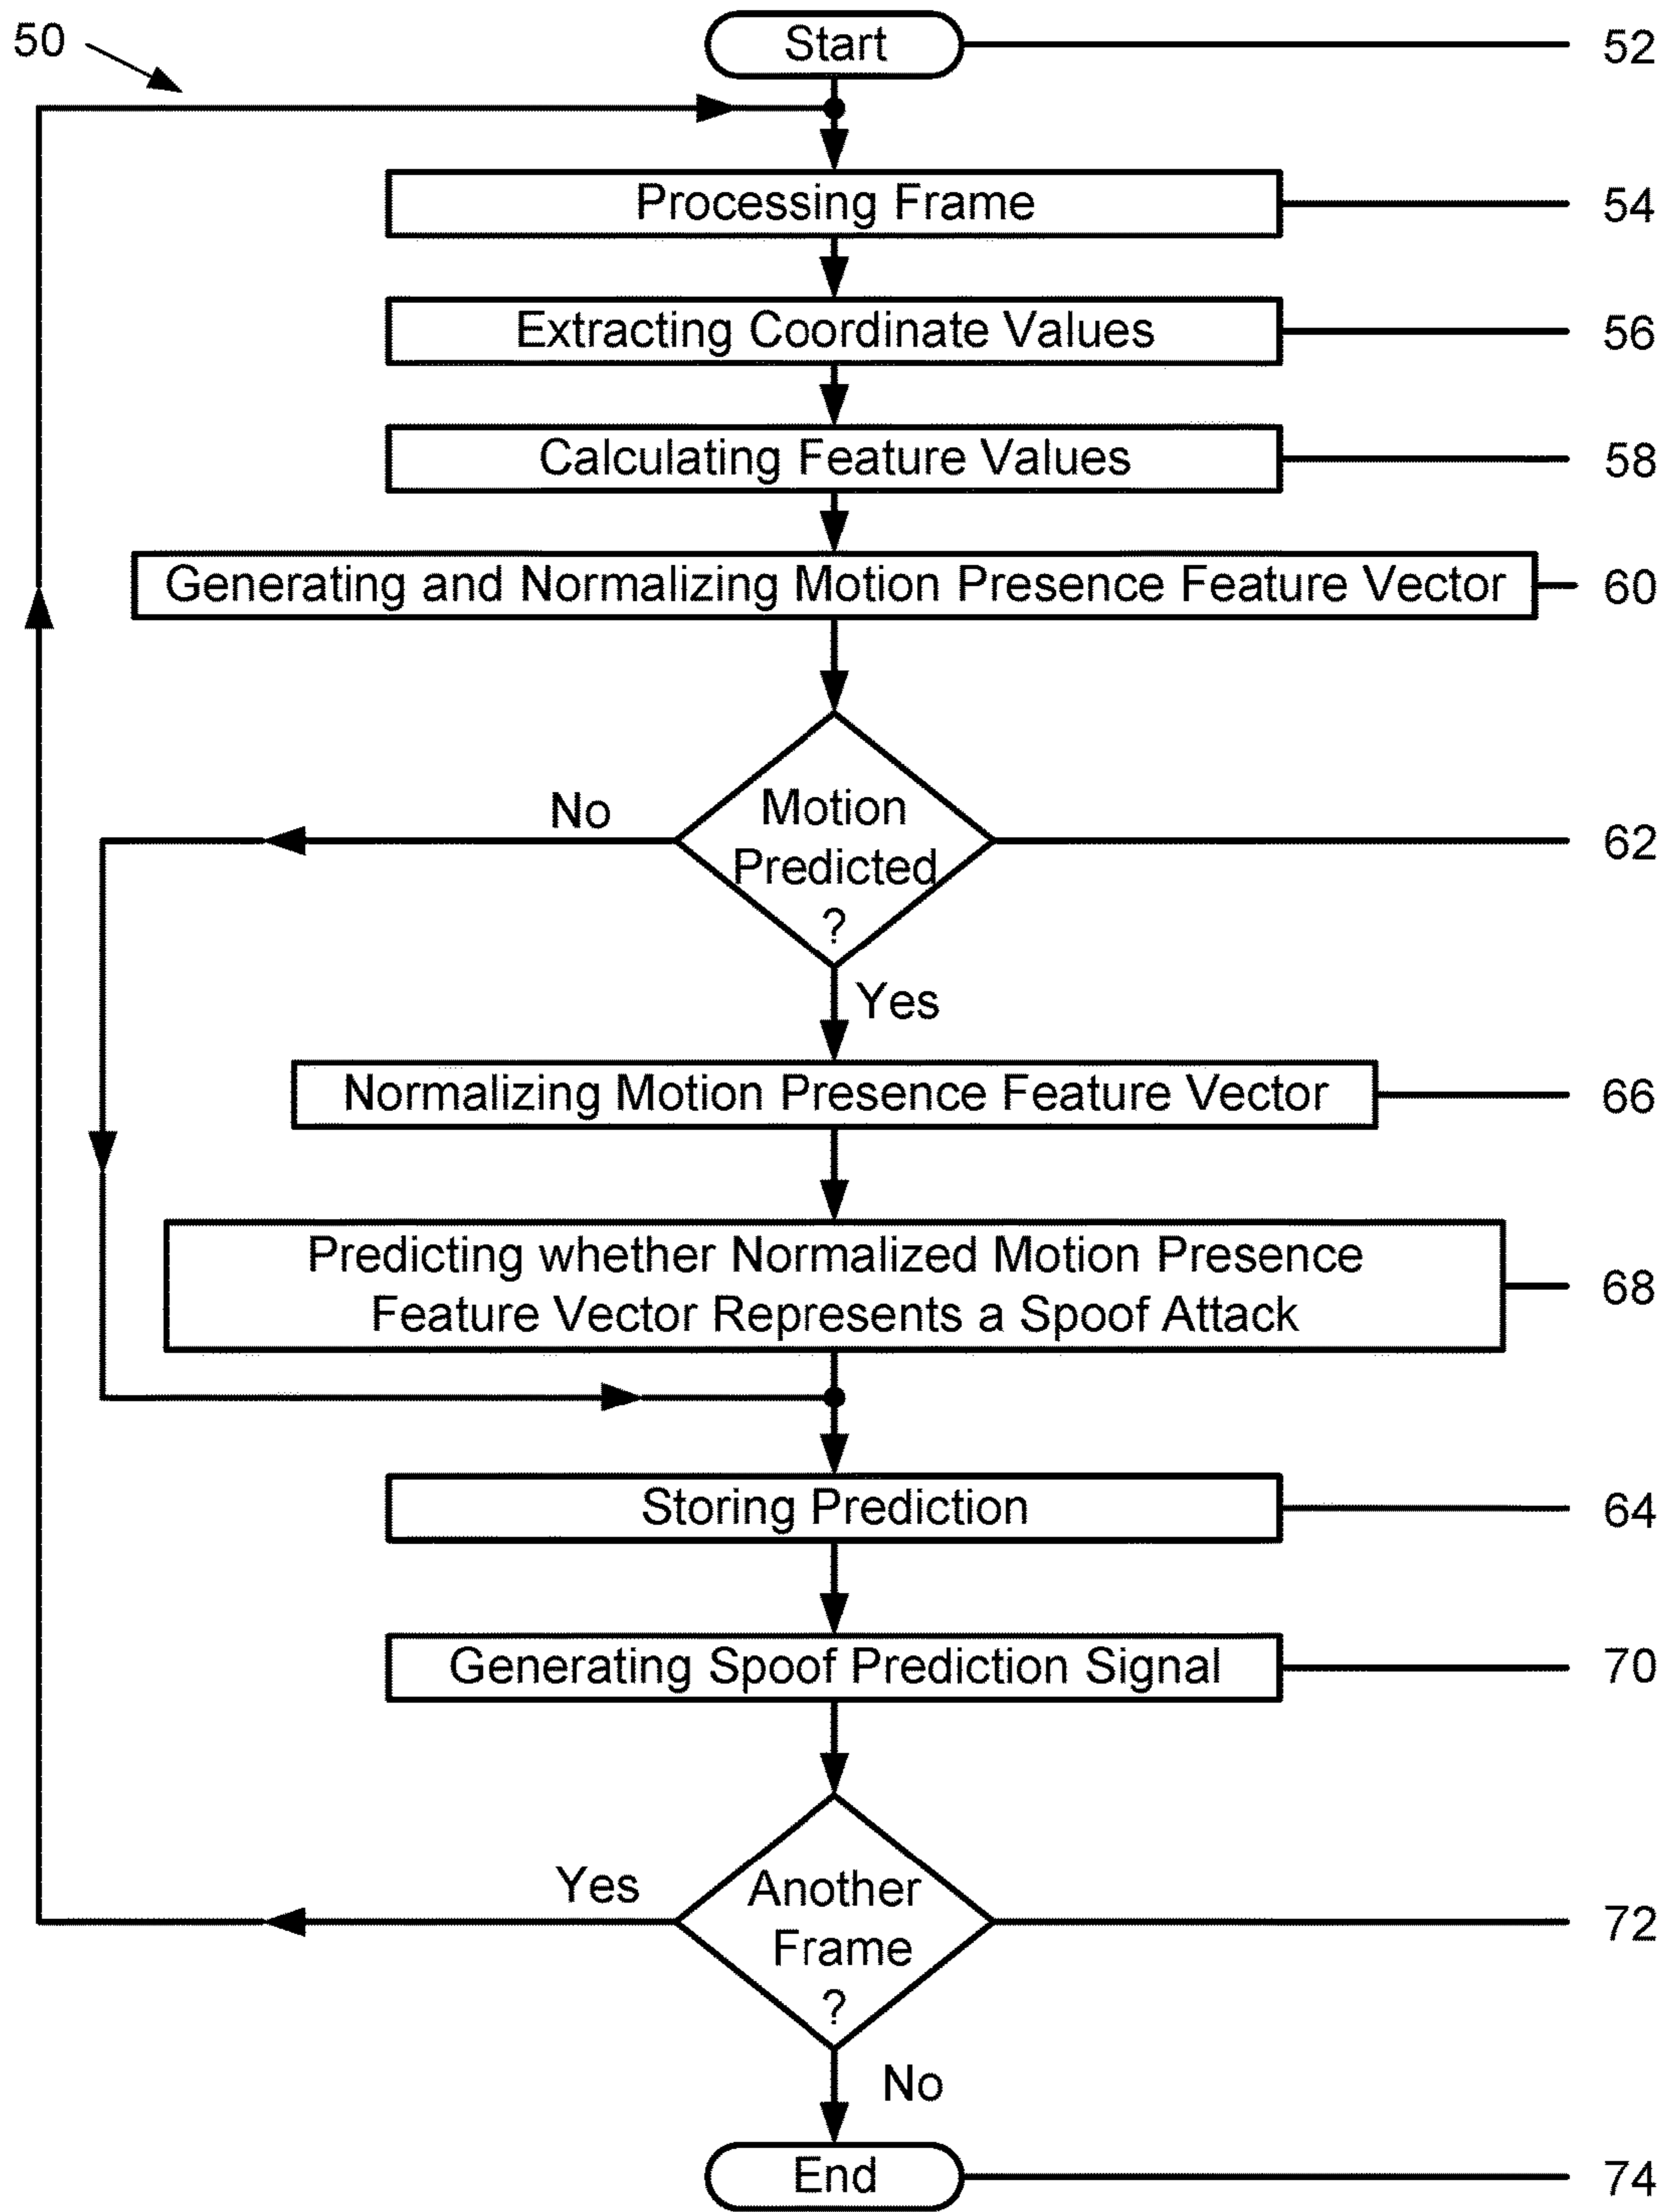 50
Start
52
Processing Frame
54
Extracting Coordinate Values
56
Calculating Feature Values
58
Generating and Normalizing Motion Presence Feature Vector
60
Motion
Predicted
?
62
No
Yes
Normalizing Motion Presence Feature Vector
66
Predicting whether Normalized Motion Presence
Feature Vector Represents a Spoof Attack
68
Storing Prediction
64
Generating Spoof Prediction Signal
70
Another
Frame
?
72
Yes
No
End
74